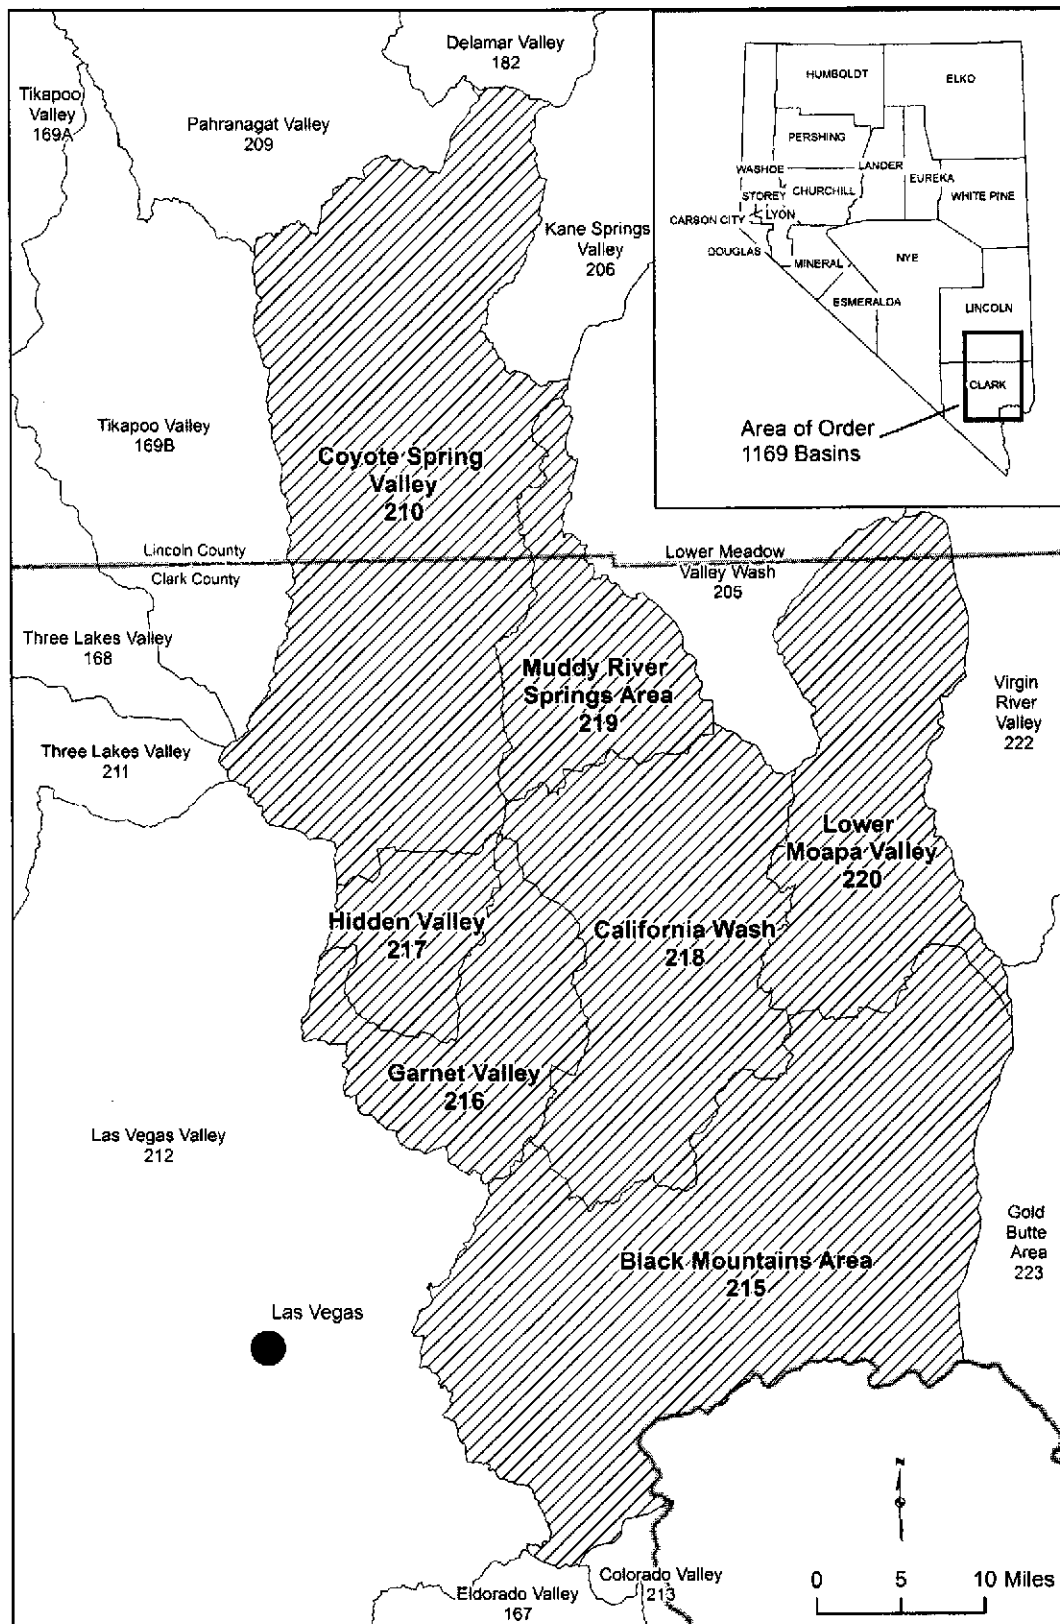 Delamar Valley
182
Tikapoo
Valley
169A
Pahranagat Valley
209
Kane Springs
Valley
206
HUMBOLDT
ELKO
PERSHING
WASHOE
LANDER
EUREKA
STOREY
CHURCHILL
WHITE PINE
LYON
CARSON CITY
DOUGLAS
MINERAL
NYE
ESMERALDA
LINCOLN
CLARK
Area of Order
1169 Basins
Tikapoo Valley
169B
Coyote Spring
Valley
210
Lincoln County
Clark County
Lower Meadow
Valley Wash
205
Three Lakes Valley
168
Muddy River
Springs Area
219
Virgin
River
Valley
222
Three Lakes Valley
211
Lower
Moapa Valley
220
Hidden Valley
217
California Wash
218
Garnet Valley
216
Las Vegas Valley
212
Gold
Butte
Area
223
Black Mountains Area
215
Las Vegas
N
Colorado Valley
213
Eldorado Valley
167
0 5 10 Miles